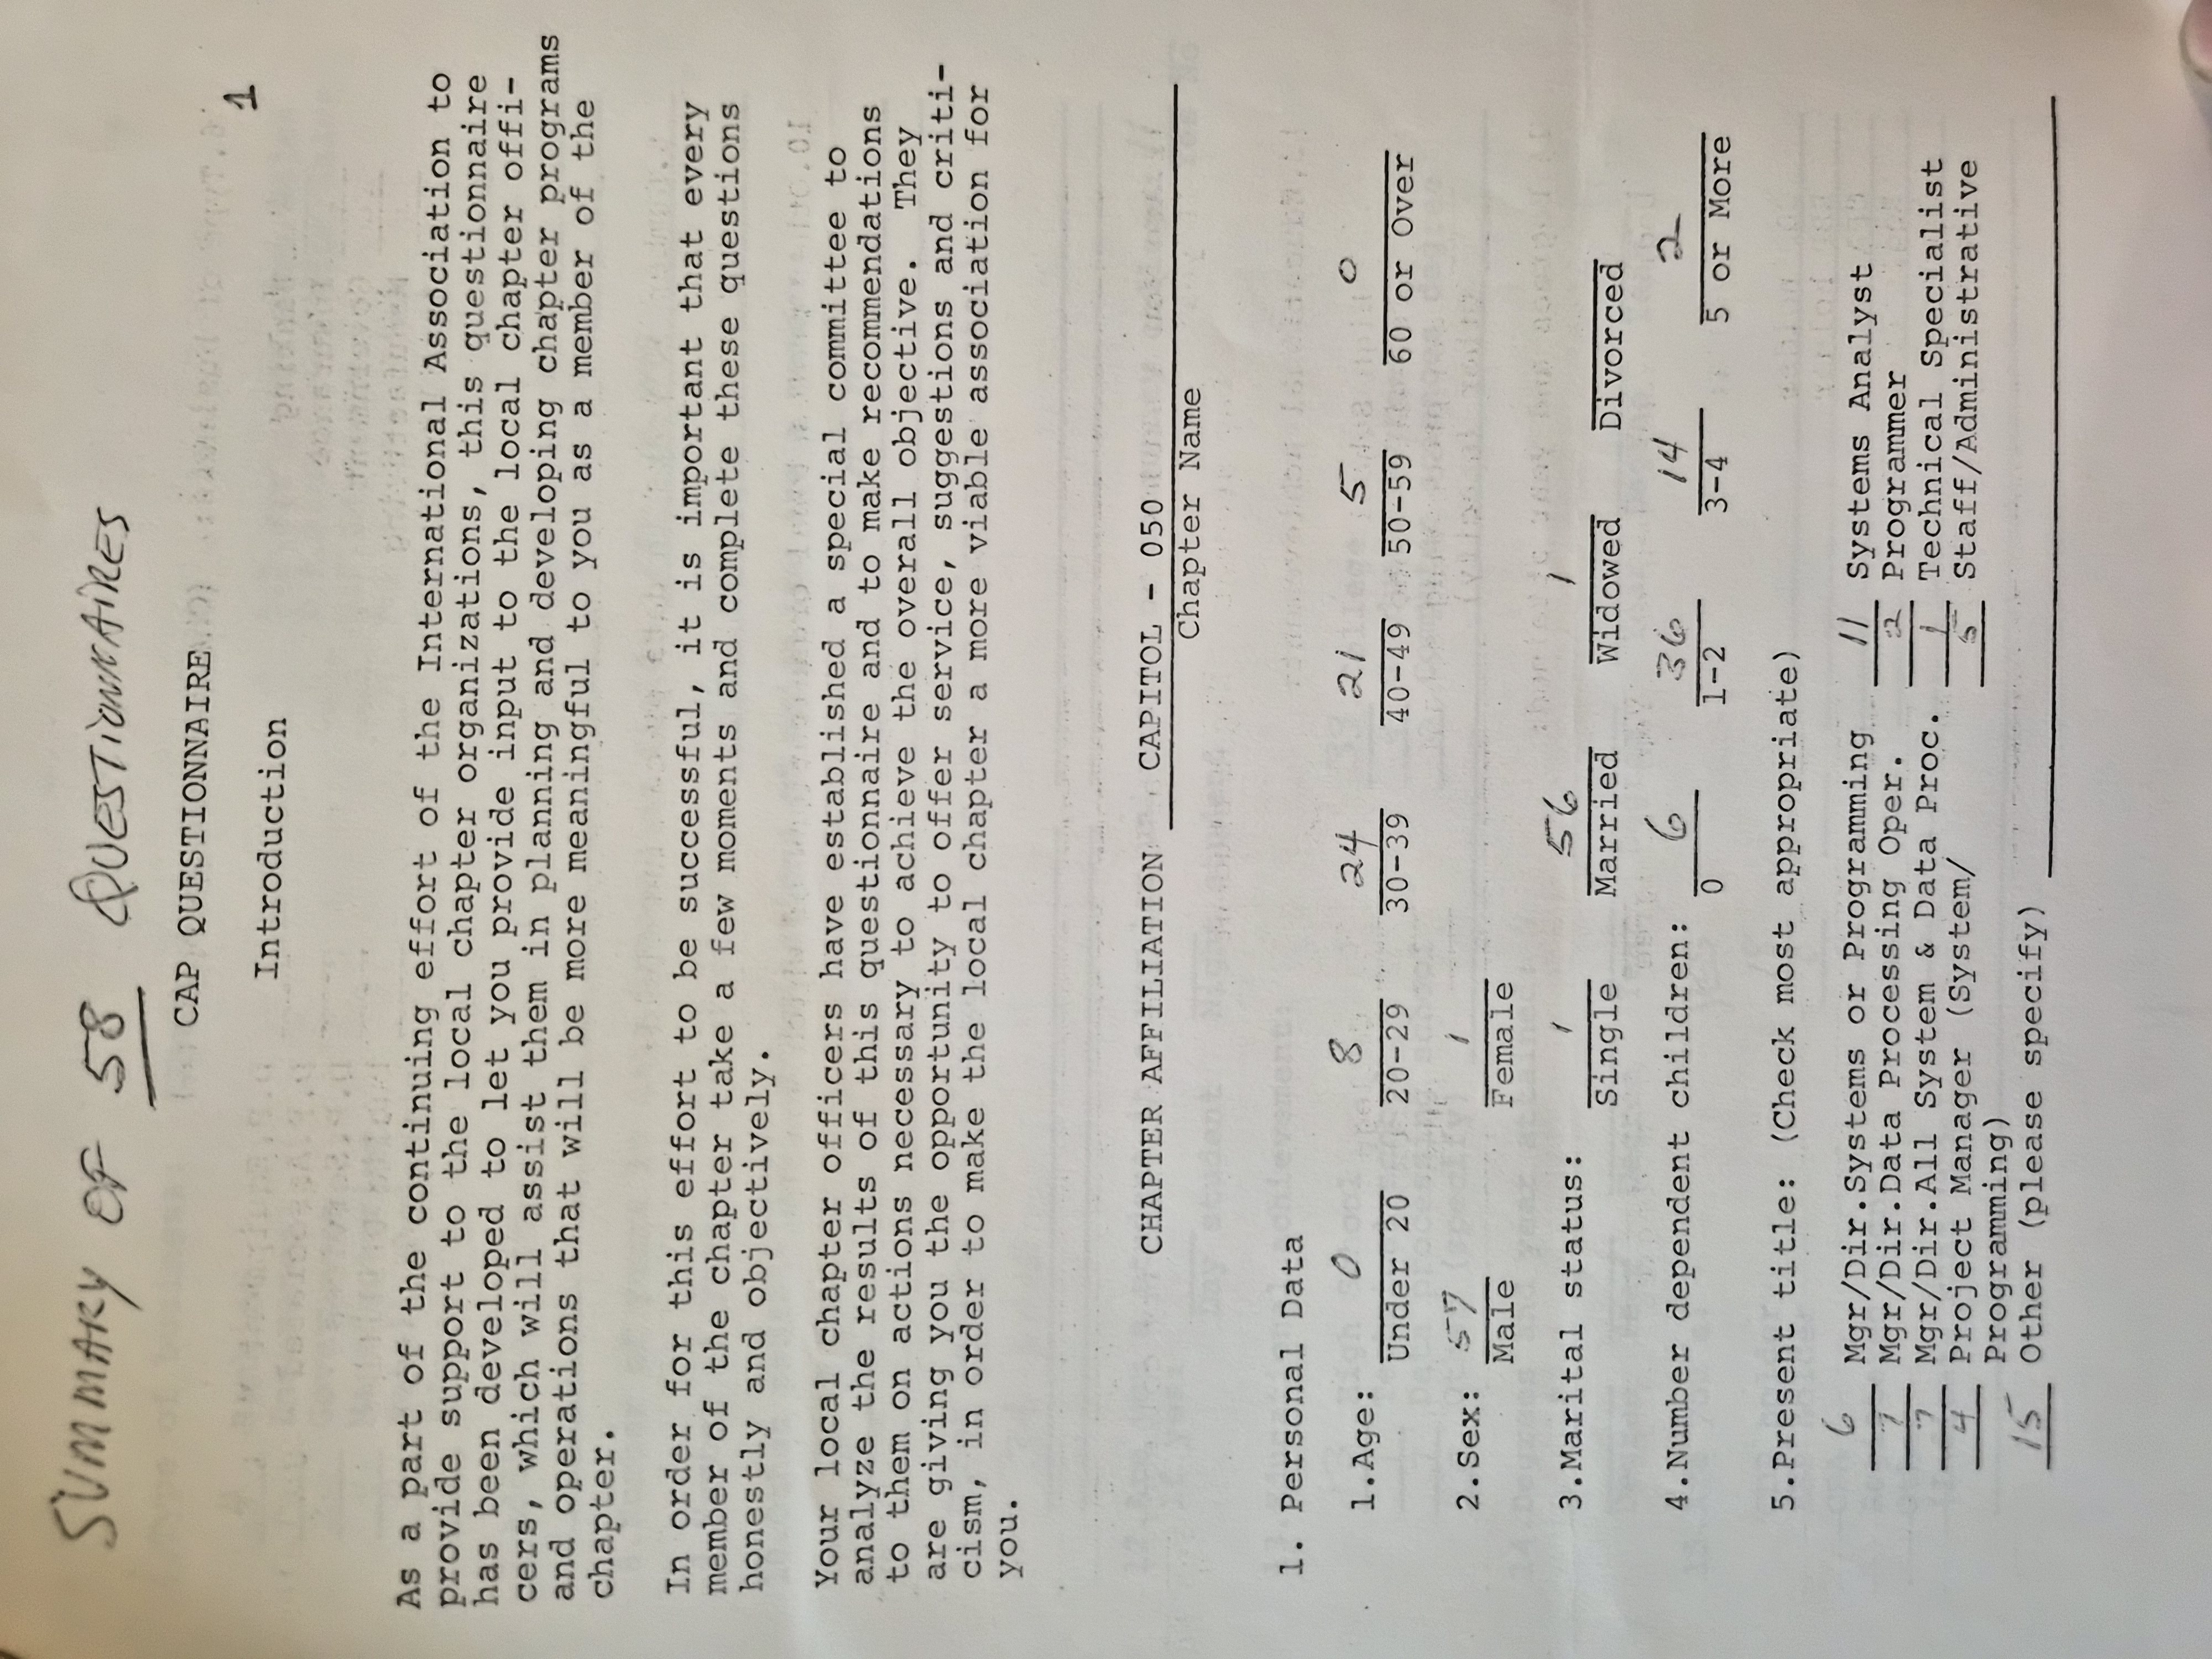 SUMMARY OF 58 QUESTIONNAIRES
CAP QUESTIONNAIRE
1
Introduction
As a part of the continuing effort of the International Association to
provide support to the local chapter organizations, this questionnaire
has been developed to let you provide input to the local chapter offi-
cers, which will assist them in planning and developing chapter programs
and operations that will be more meaningful to you as a member of the
chapter.
In order for this effort to be successful, it is important that every
member of the chapter take a few moments and complete these questions
honestly and objectively.
Your local chapter officers have established a special committee to
analyze the results of this questionnaire and to make recommendations
to them on actions necessary to achieve the overall objective. They
are giving you the opportunity to offer service, suggestions and criti-
cism, in order to make the local chapter a more viable association for
you.
CHAPTER AFFILIATION CAPITOL - 050
Chapter Name
1. Personal Data
1.Age: 0 8 24 21 5 0
Under 20 20-29 30-39 40-49 50-59 60 or Over
2.Sex: 57 1
Male Female
3.Marital status: 1 56 1
Single Married Widowed Divorced
4.Number dependent children: 6 36 14 2
0 1-2 3-4 5 or More
5.Present title: (Check most appropriate)
6 Mgr/Dir.Systems or Programming 11 Systems Analyst
7 Mgr/Dir.Data Processing Oper. 2 Programmer
7 Mgr/Dir.All System & Data Proc. 1 Technical Specialist
4 Project Manager (System/ 5 Staff/Administrative
Programming)
15 Other (please specify)